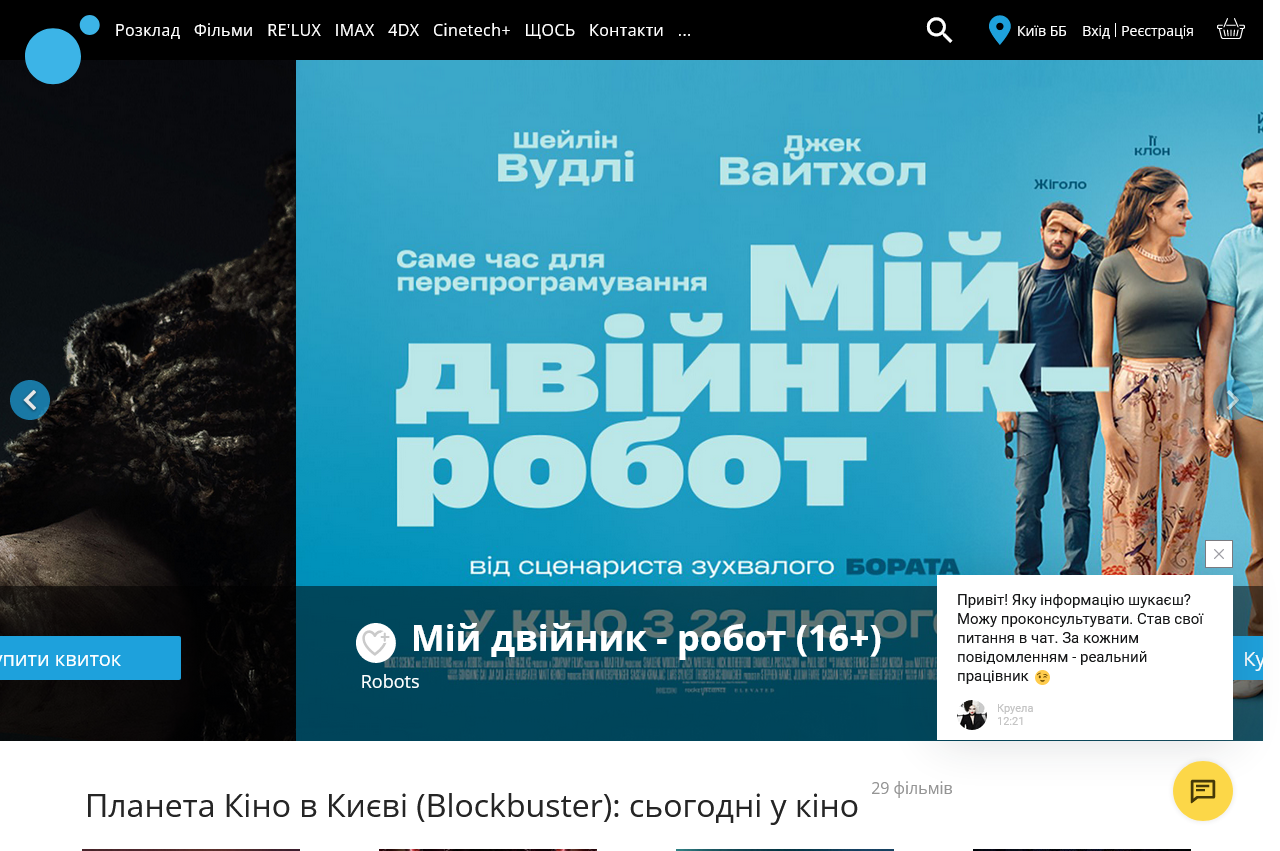 Розклад Фільми RE'LUX IMAX 4DX Cinetech+ ЩОСЬ Контакти ...
Київ ББ Вхід | Реєстрація
Шейлін
Вудлі
Джек
Вайтхол
Її
клон
Жіголо
Саме час для
перепрограмування
Мій
двійник-
робот
від сценариста зухвалого БОРАТА
У КІНО З 22 ЛЮТОГО
Мій двійник - робот (16+)
Robots
упити квиток
Ку
Привіт! Яку інформацію шукаєш?
Можу проконсультувати. Став свої
питання в чат. За кожним
повідомленням - реальний
працівник 😉
Круела
12:21
Планета Кіно в Києві (Blockbuster): сьогодні у кіно
29 фільмів